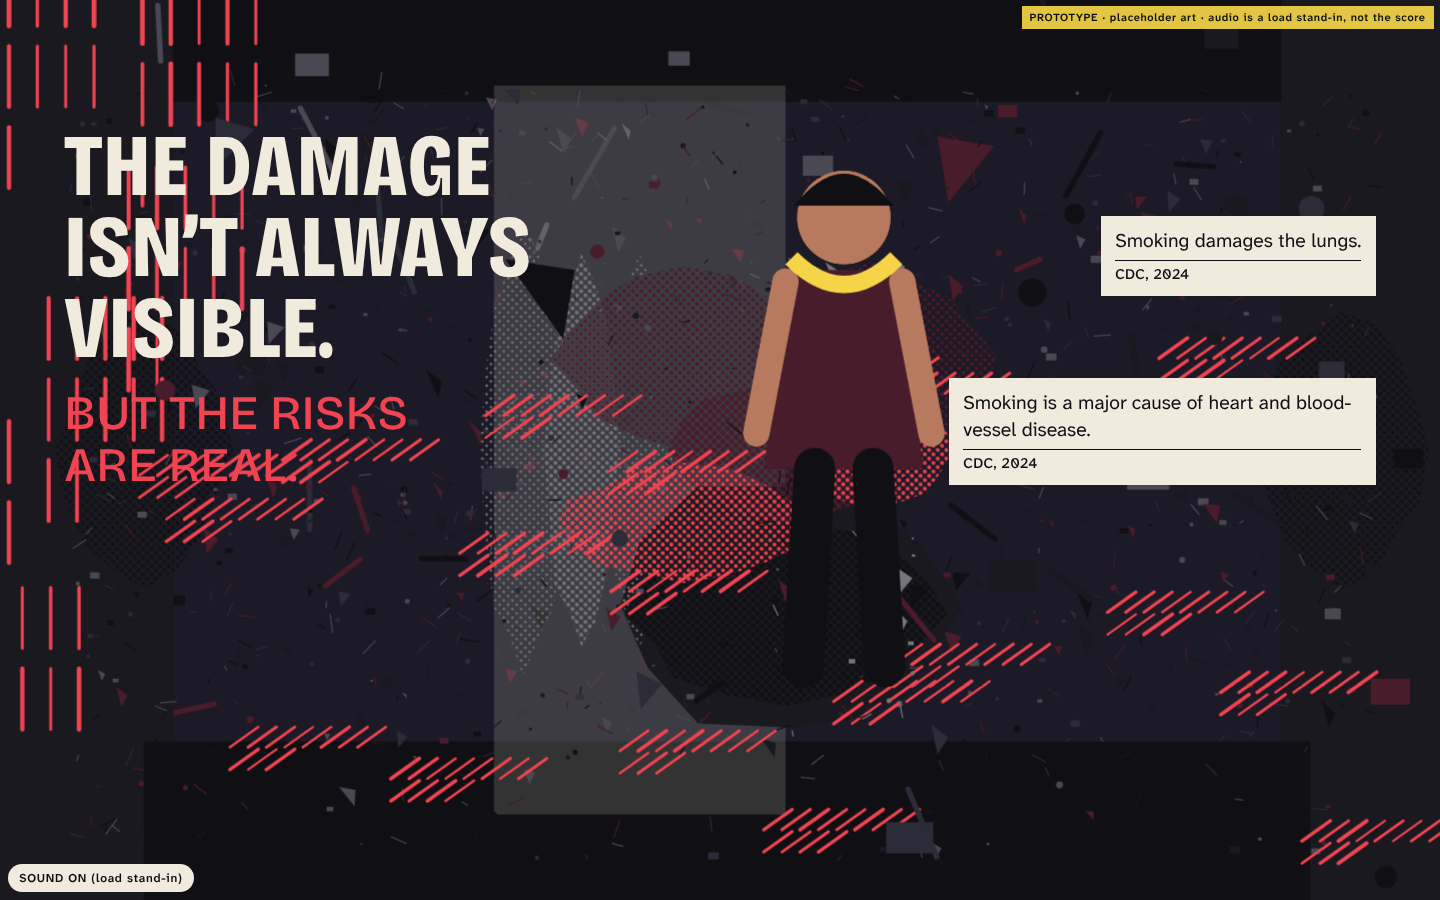 PROTOTYPE · placeholder art · audio is a load stand-in, not the score
THE DAMAGE
ISN’T ALWAYS
VISIBLE.
BUT THE RISKS
ARE REAL.
Smoking damages the lungs.
CDC, 2024
Smoking is a major cause of heart and blood-
vessel disease.
CDC, 2024
SOUND ON (load stand-in)